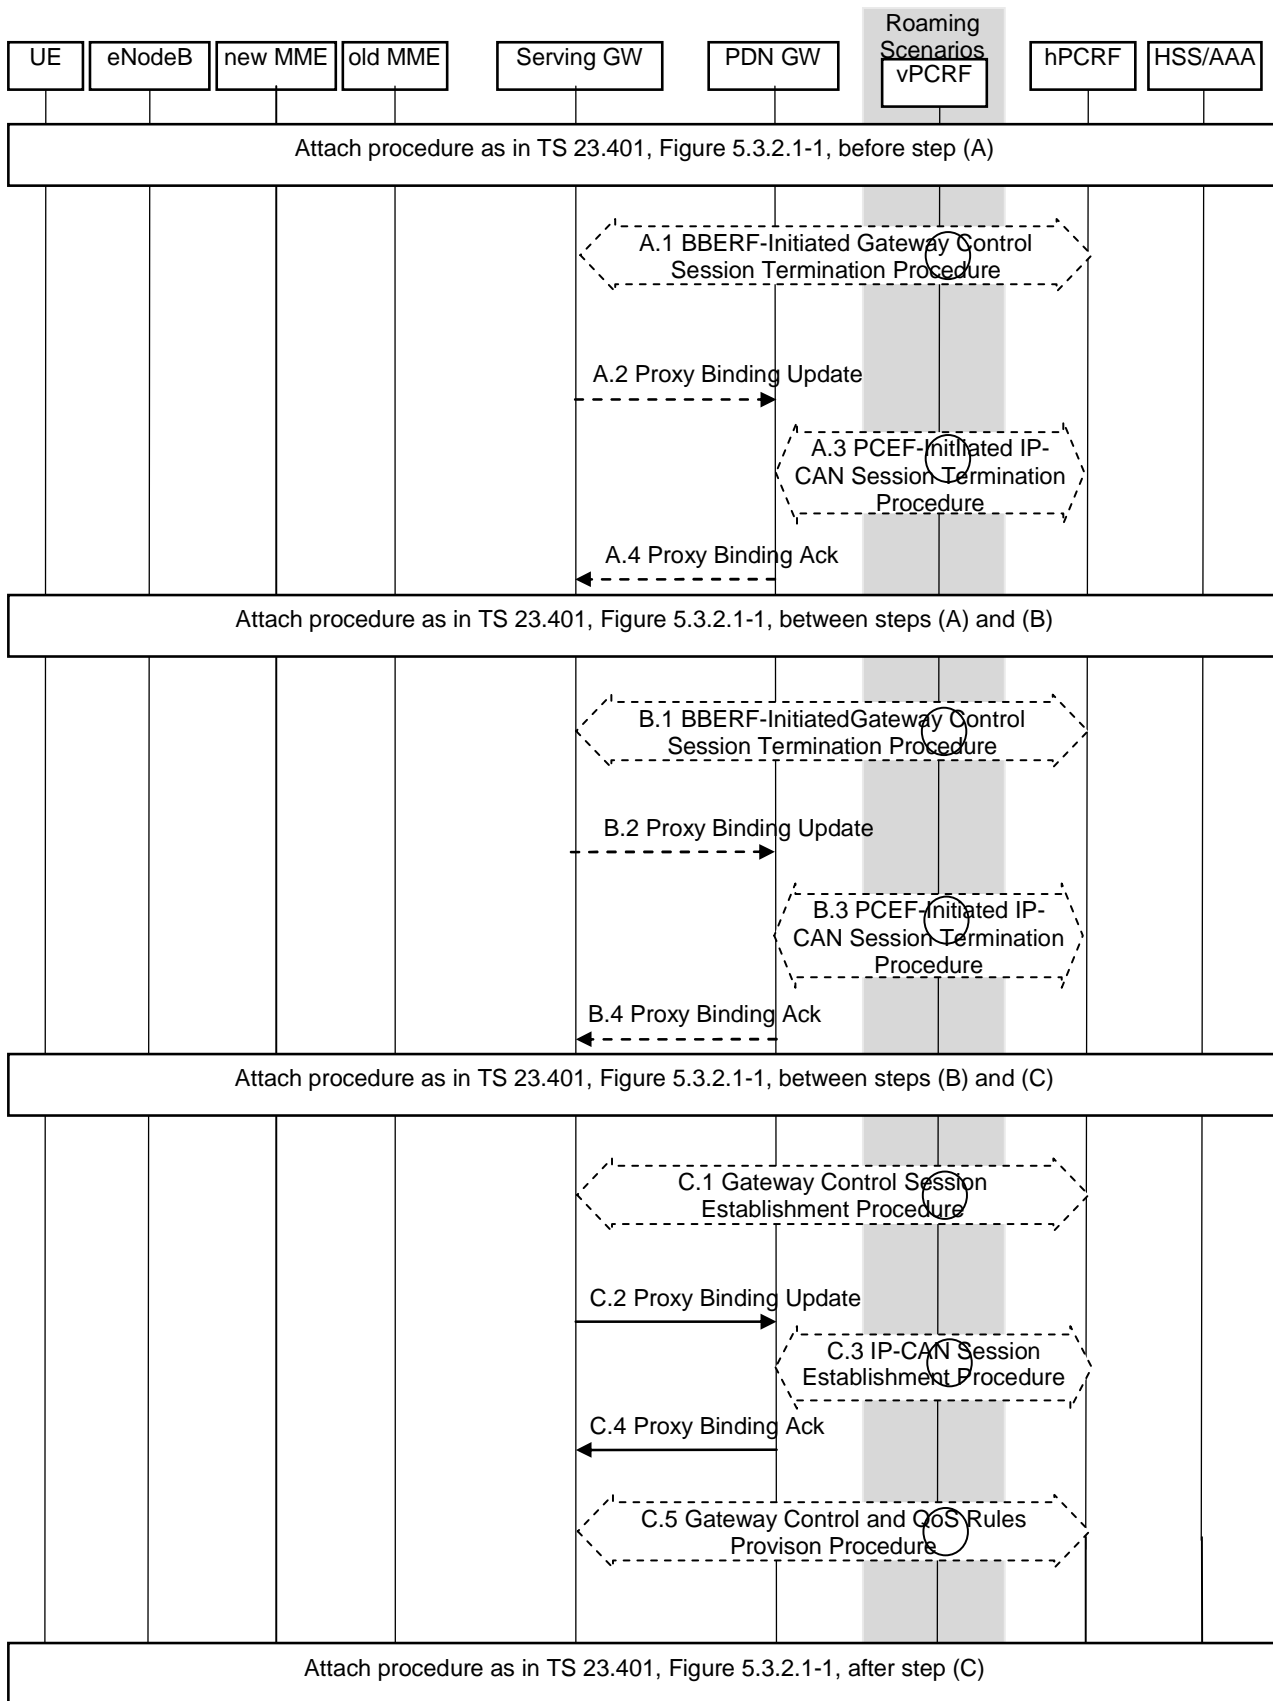 Roaming
Scenarios
UE
eNodeB
new MME
old MME
Serving GW
PDN GW
vPCRF
hPCRF
HSS/AAA
Attach procedure as in TS 23.401, Figure 5.3.2.1-1, before step (A)
A.1 BBERF-Initiated Gateway Control
Session Termination Procedure
A.2 Proxy Binding Update
A.3 PCEF-Initiated IP-
CAN Session Termination
Procedure
A.4 Proxy Binding Ack
Attach procedure as in TS 23.401, Figure 5.3.2.1-1, between steps (A) and (B)
B.1 BBERF-InitiatedGateway Control
Session Termination Procedure
B.2 Proxy Binding Update
B.3 PCEF-Initiated IP-
CAN Session Termination
Procedure
B.4 Proxy Binding Ack
Attach procedure as in TS 23.401, Figure 5.3.2.1-1, between steps (B) and (C)
C.1 Gateway Control Session
Establishment Procedure
C.2 Proxy Binding Update
C.3 IP-CAN Session
Establishment Procedure
C.4 Proxy Binding Ack
C.5 Gateway Control and QoS Rules
Provison Procedure
Attach procedure as in TS 23.401, Figure 5.3.2.1-1, after step (C)